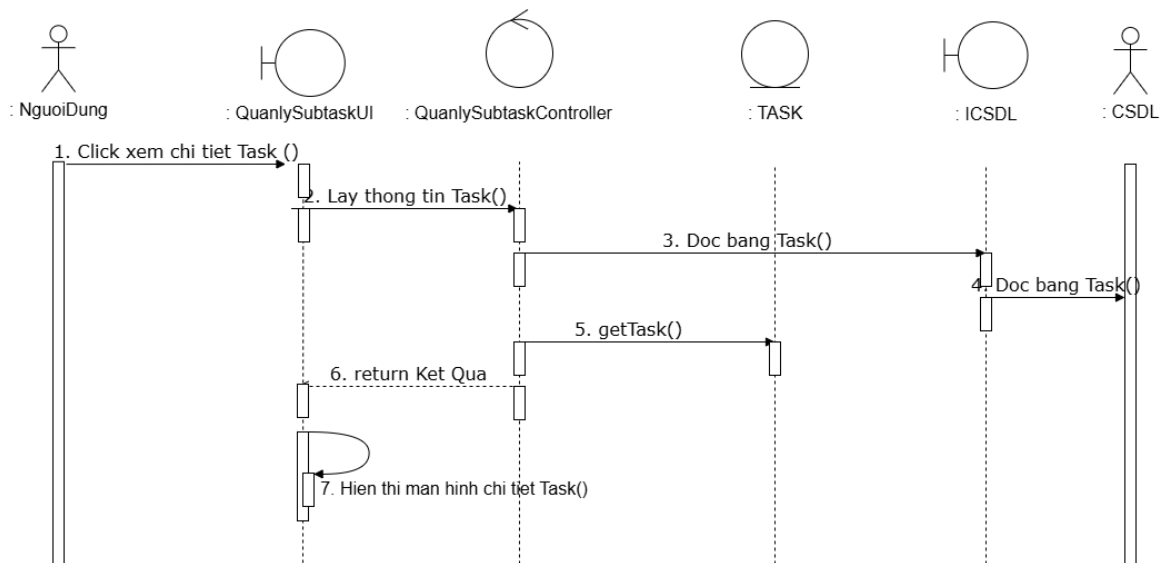 : NguoiDung
: QuanlySubtaskUI
: QuanlySubtaskController
: TASK
: ICSDL
: CSDL
1. Click xem chi tiet Task ()
2. Lay thong tin Task()
3. Doc bang Task()
4. Doc bang Task()
5. getTask()
6. return Ket Qua
7. Hien thi man hinh chi tiet Task()